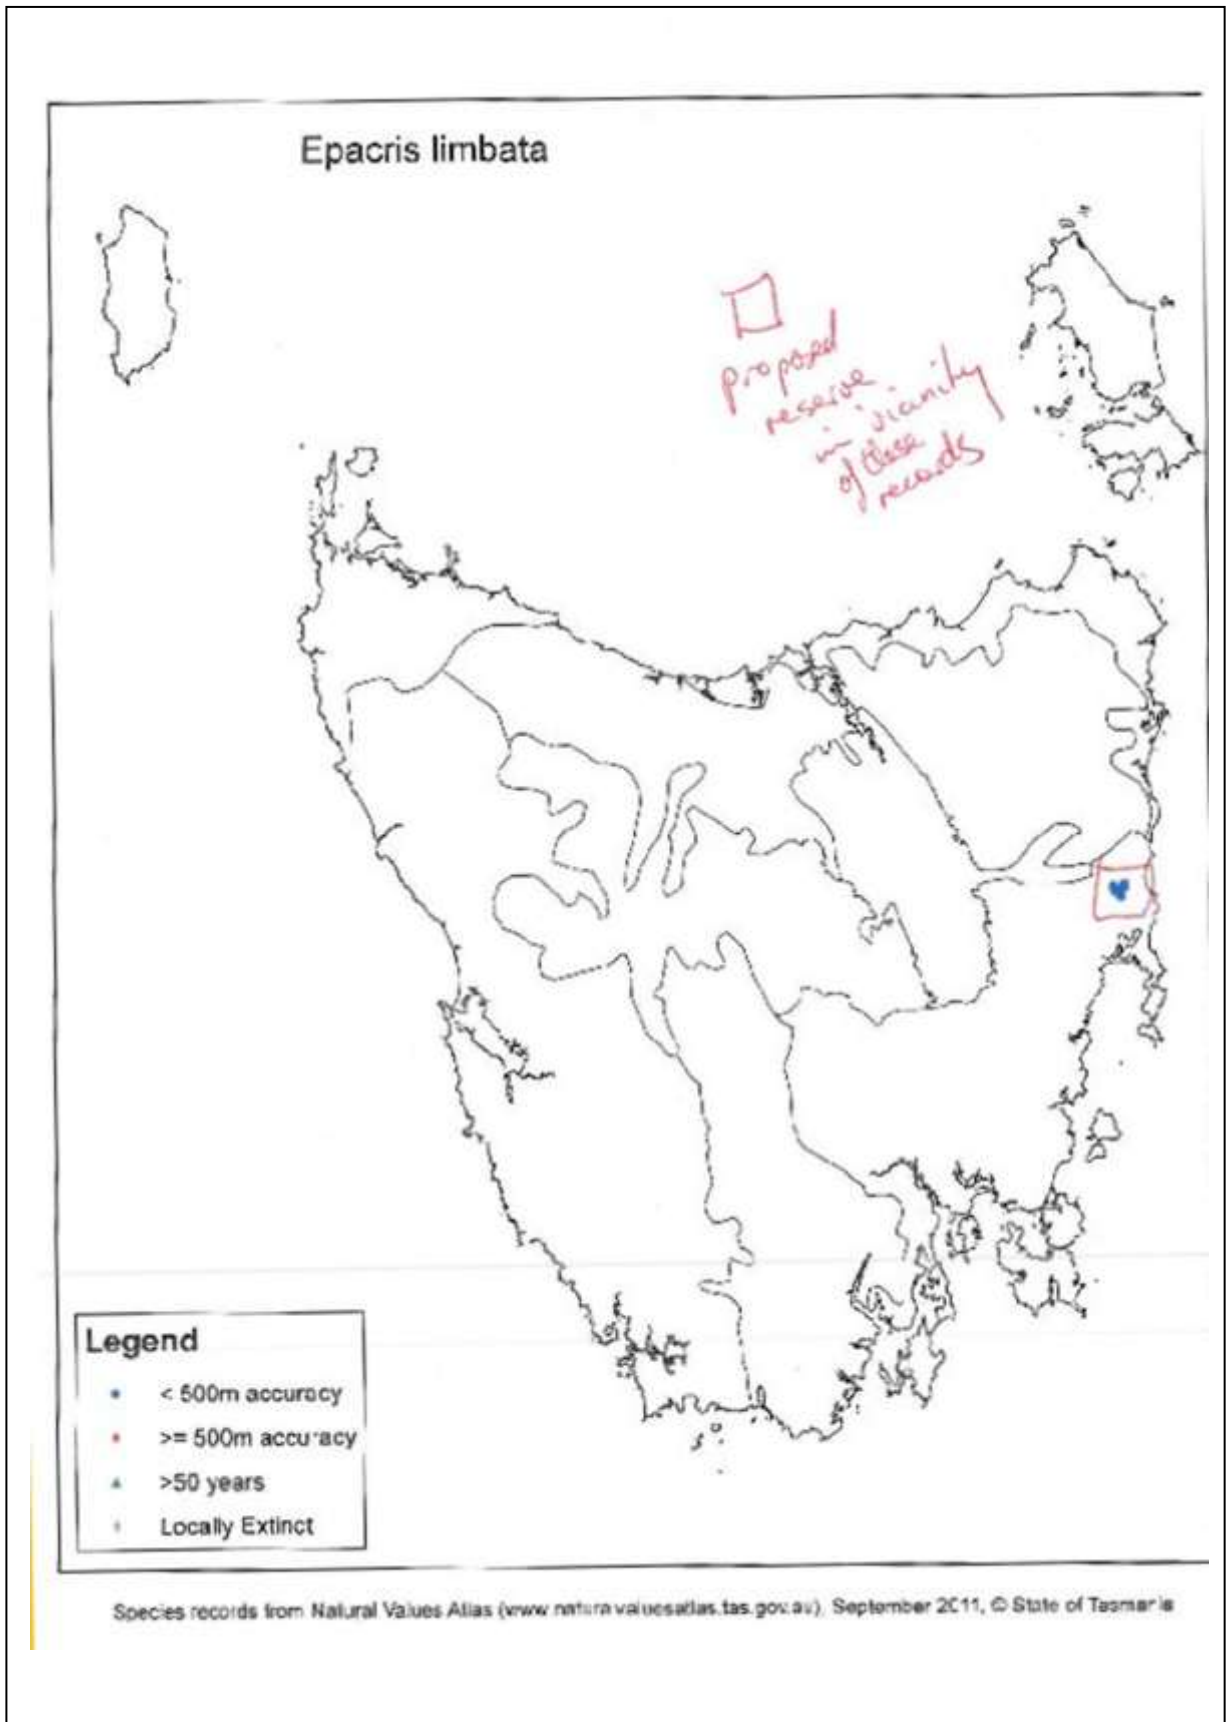 Epacris limbata
proposed
reserve
in vicanity
of these
records
Legend
< 500m accuracy
>= 500m accuracy
>50 years
Locally Extinct
Species records from Natural Values Atlas (www.naturalvaluesatlas.tas.gov.au), September 2011, © State of Tasmania